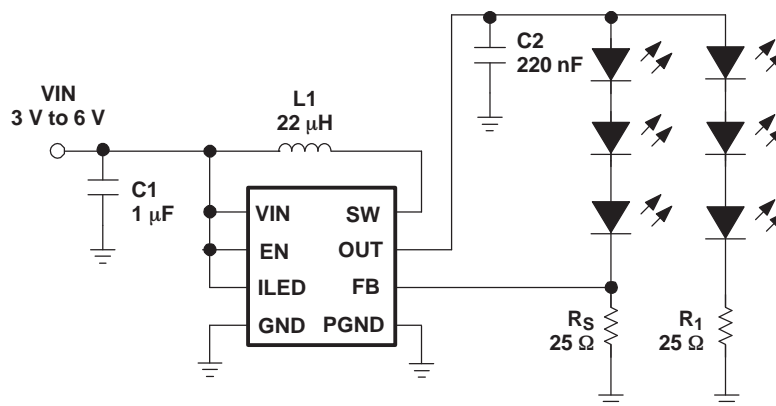 C2
220 nF
VIN
3 V to 6 V
L1
22 μH
C1
1 μF
VIN
SW
EN
OUT
ILED
FB
GND
PGND
RS
25 Ω
R1
25 Ω